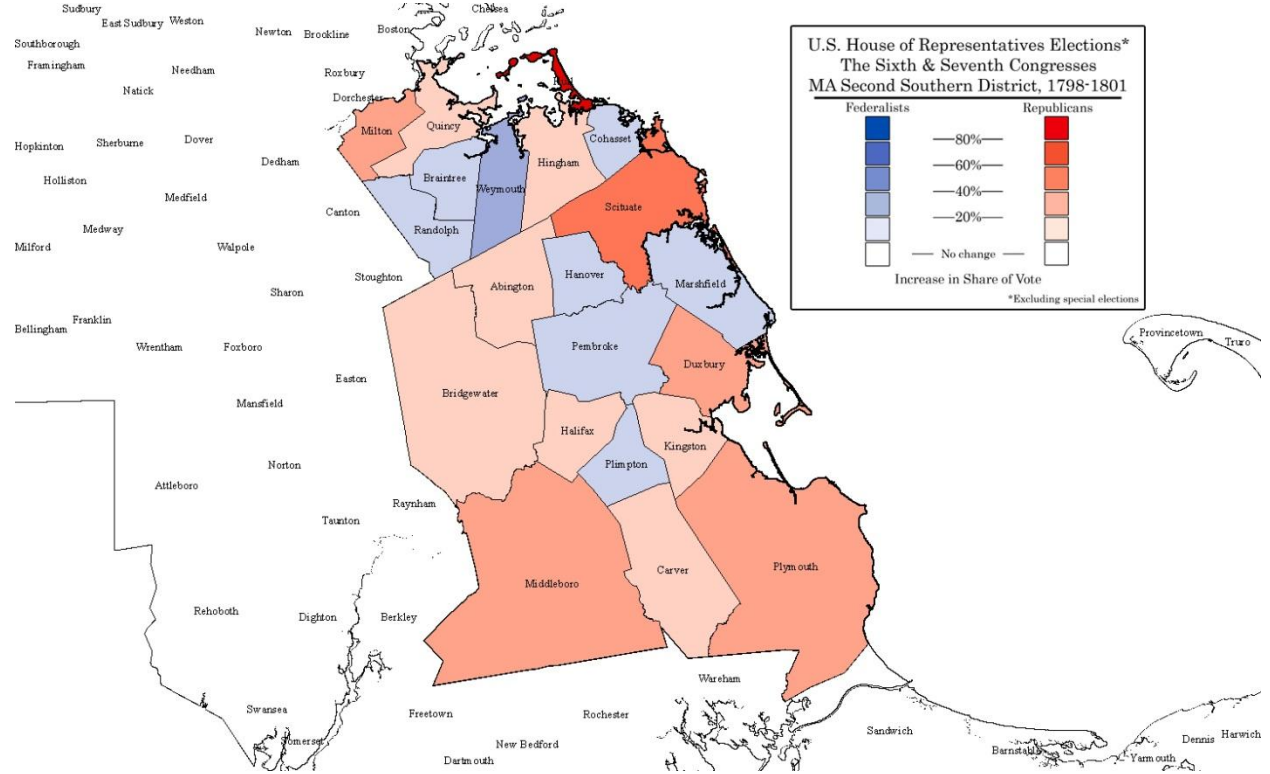 Sudbury
Chelsea
East Sudbury
Weston
Newton
Brookline
Boston
Southborough
Framingham
Needham
Roxbury
Natick
Dorchester
Milton
Quincy
Hopkinton
Sherburne
Dover
Dedham
Hingham
Cohasset
Holliston
Medfield
Braintree
Weymouth
Canton
Scituate
Medway
Randolph
Milford
Walpole
Stoughton
Hanover
Abington
Marshfield
Sharon
Bellingham
Franklin
Wrentham
Foxboro
Pembroke
Duxbury
Easton
Bridgewater
Mansfield
Halifax
Kingston
Norton
Plimpton
Attleboro
Raynham
Taunton
Middleboro
Carver
Plymouth
Rehoboth
Dighton
Berkley
Wareham
Swansea
Freetown
Rochester
Somerset
New Bedford
Dartmouth
Sandwich
Barnstable
Yarmouth
Dennis
Harwich
Provincetown
Truro
U.S. House of Representatives Elections*
The Sixth & Seventh Congresses
MA Second Southern District, 1798-1801
Federalists
Republicans
80%
60%
40%
20%
No change
Increase in Share of Vote
*Excluding special elections